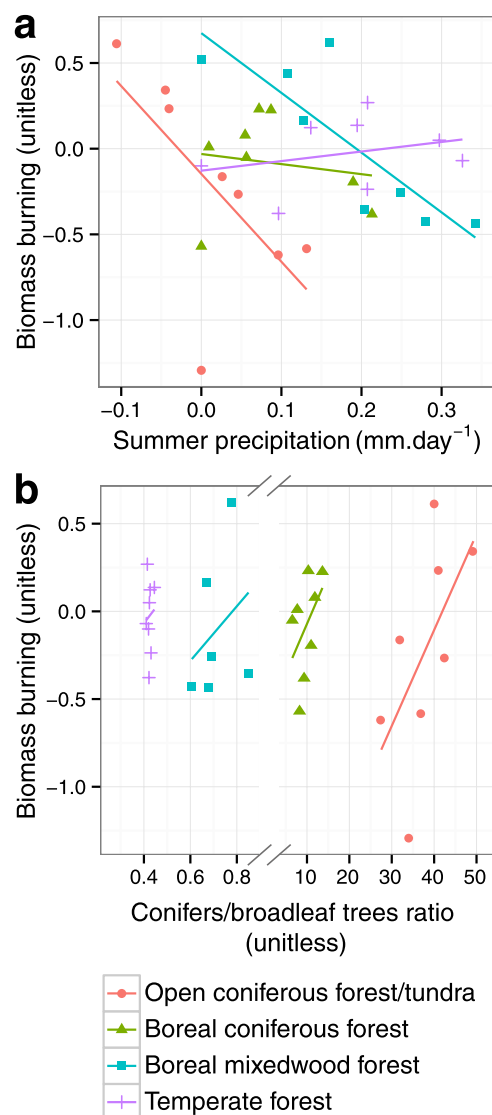 a
Biomass burning (unitless)
0.5
0.0
−0.5
−1.0
−0.1 0.0 0.1 0.2 0.3
Summer precipitation (mm.day⁻¹)
b
Biomass burning (unitless)
0.5
0.0
−0.5
−1.0
0.4 0.6 0.8 10 20 30 40 50
Conifers/broadleaf trees ratio
(unitless)
Open coniferous forest/tundra
Boreal coniferous forest
Boreal mixedwood forest
Temperate forest